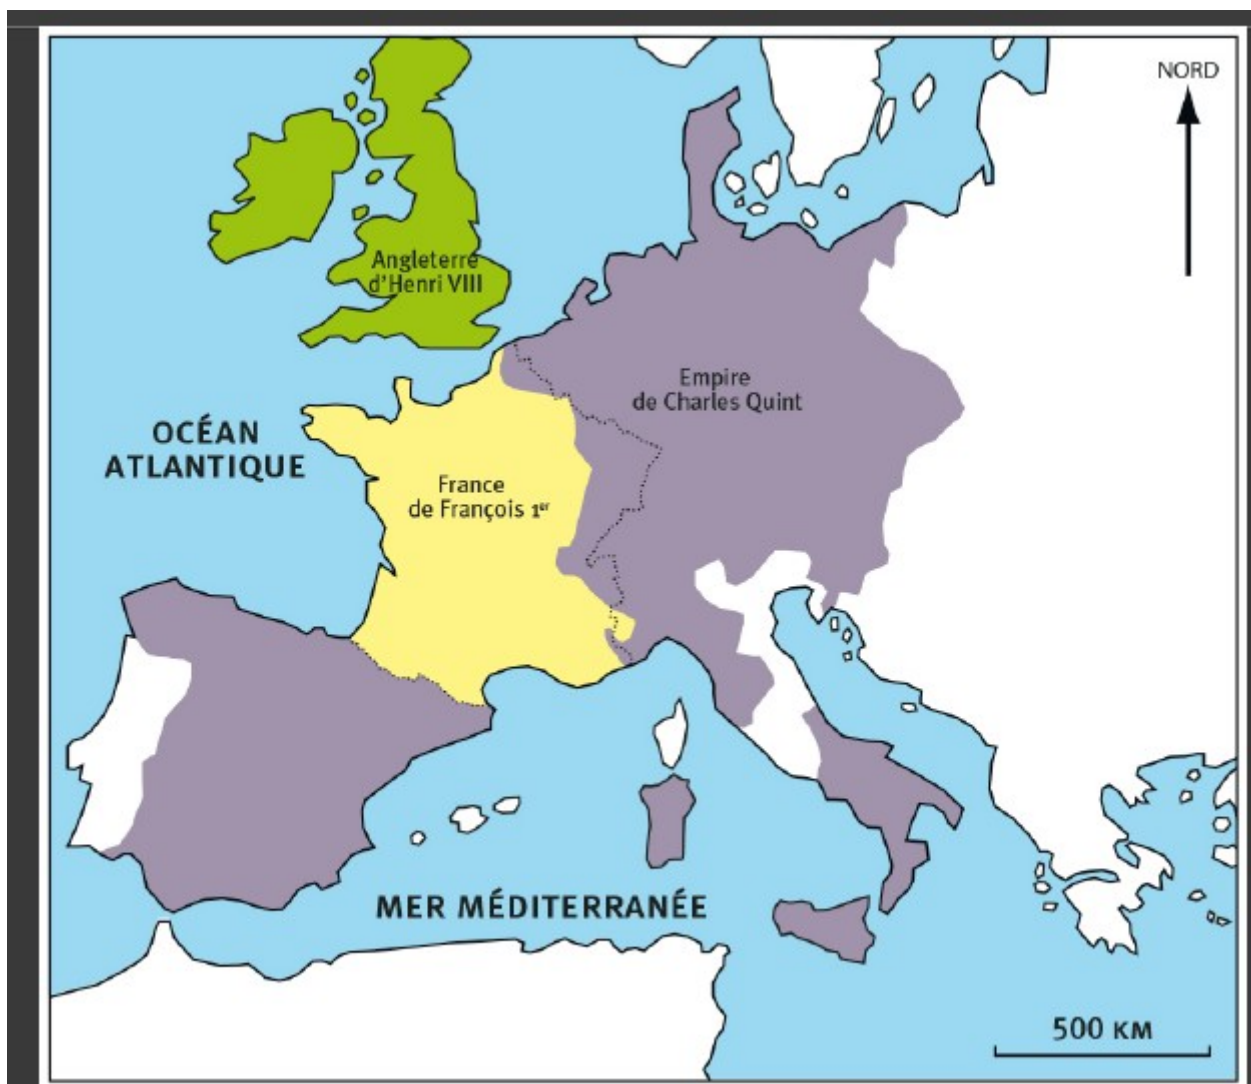 NORD
Angleterre
d'Henri VIII
Empire
de Charles Quint
OCÉAN
ATLANTIQUE
France
de François 1er
MER MÉDITERRANÉE
500 KM